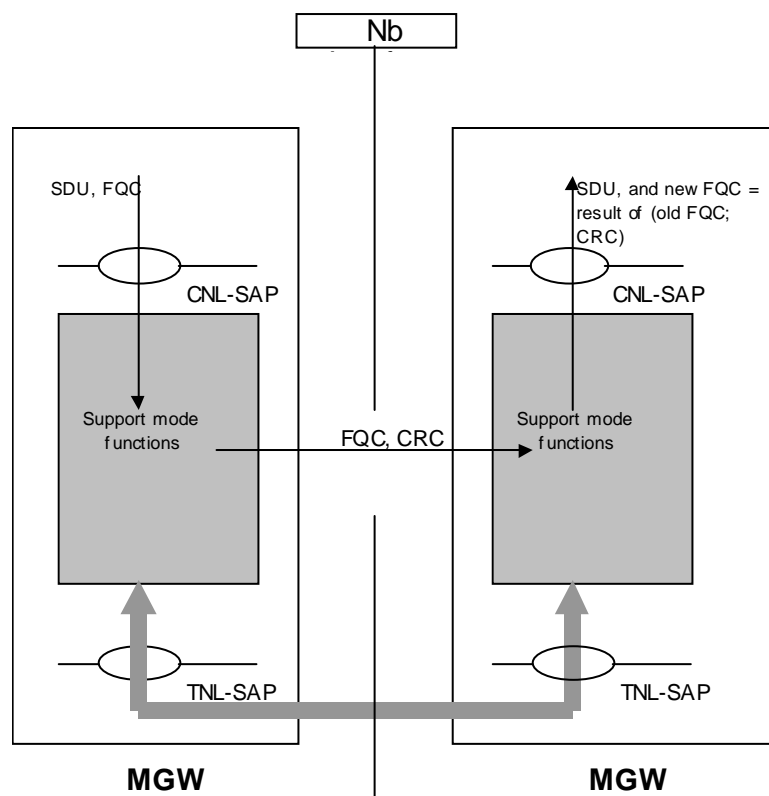 Nb
SDU, FQC
SDU, and new FQC =
result of (old FQC;
CRC)
CNL-SAP
CNL-SAP
Support mode
functions
Support mode
functions
FQC, CRC
TNL-SAP
TNL-SAP
MGW
MGW